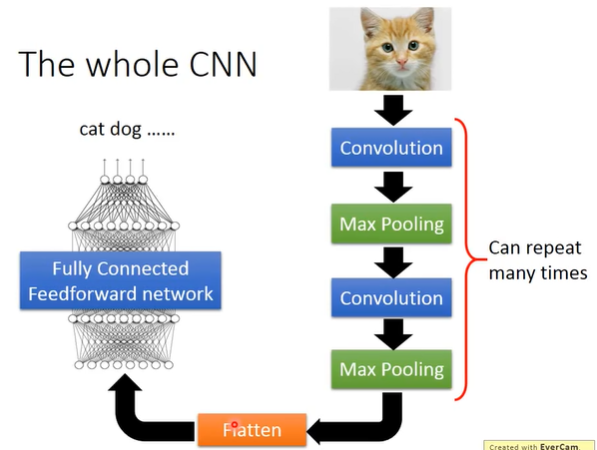 The whole CNN
cat dog ……
Convolution
Max Pooling
Convolution
Max Pooling
Can repeat
many times
Fully Connected
Feedforward network
Flatten
Created with EverCam.